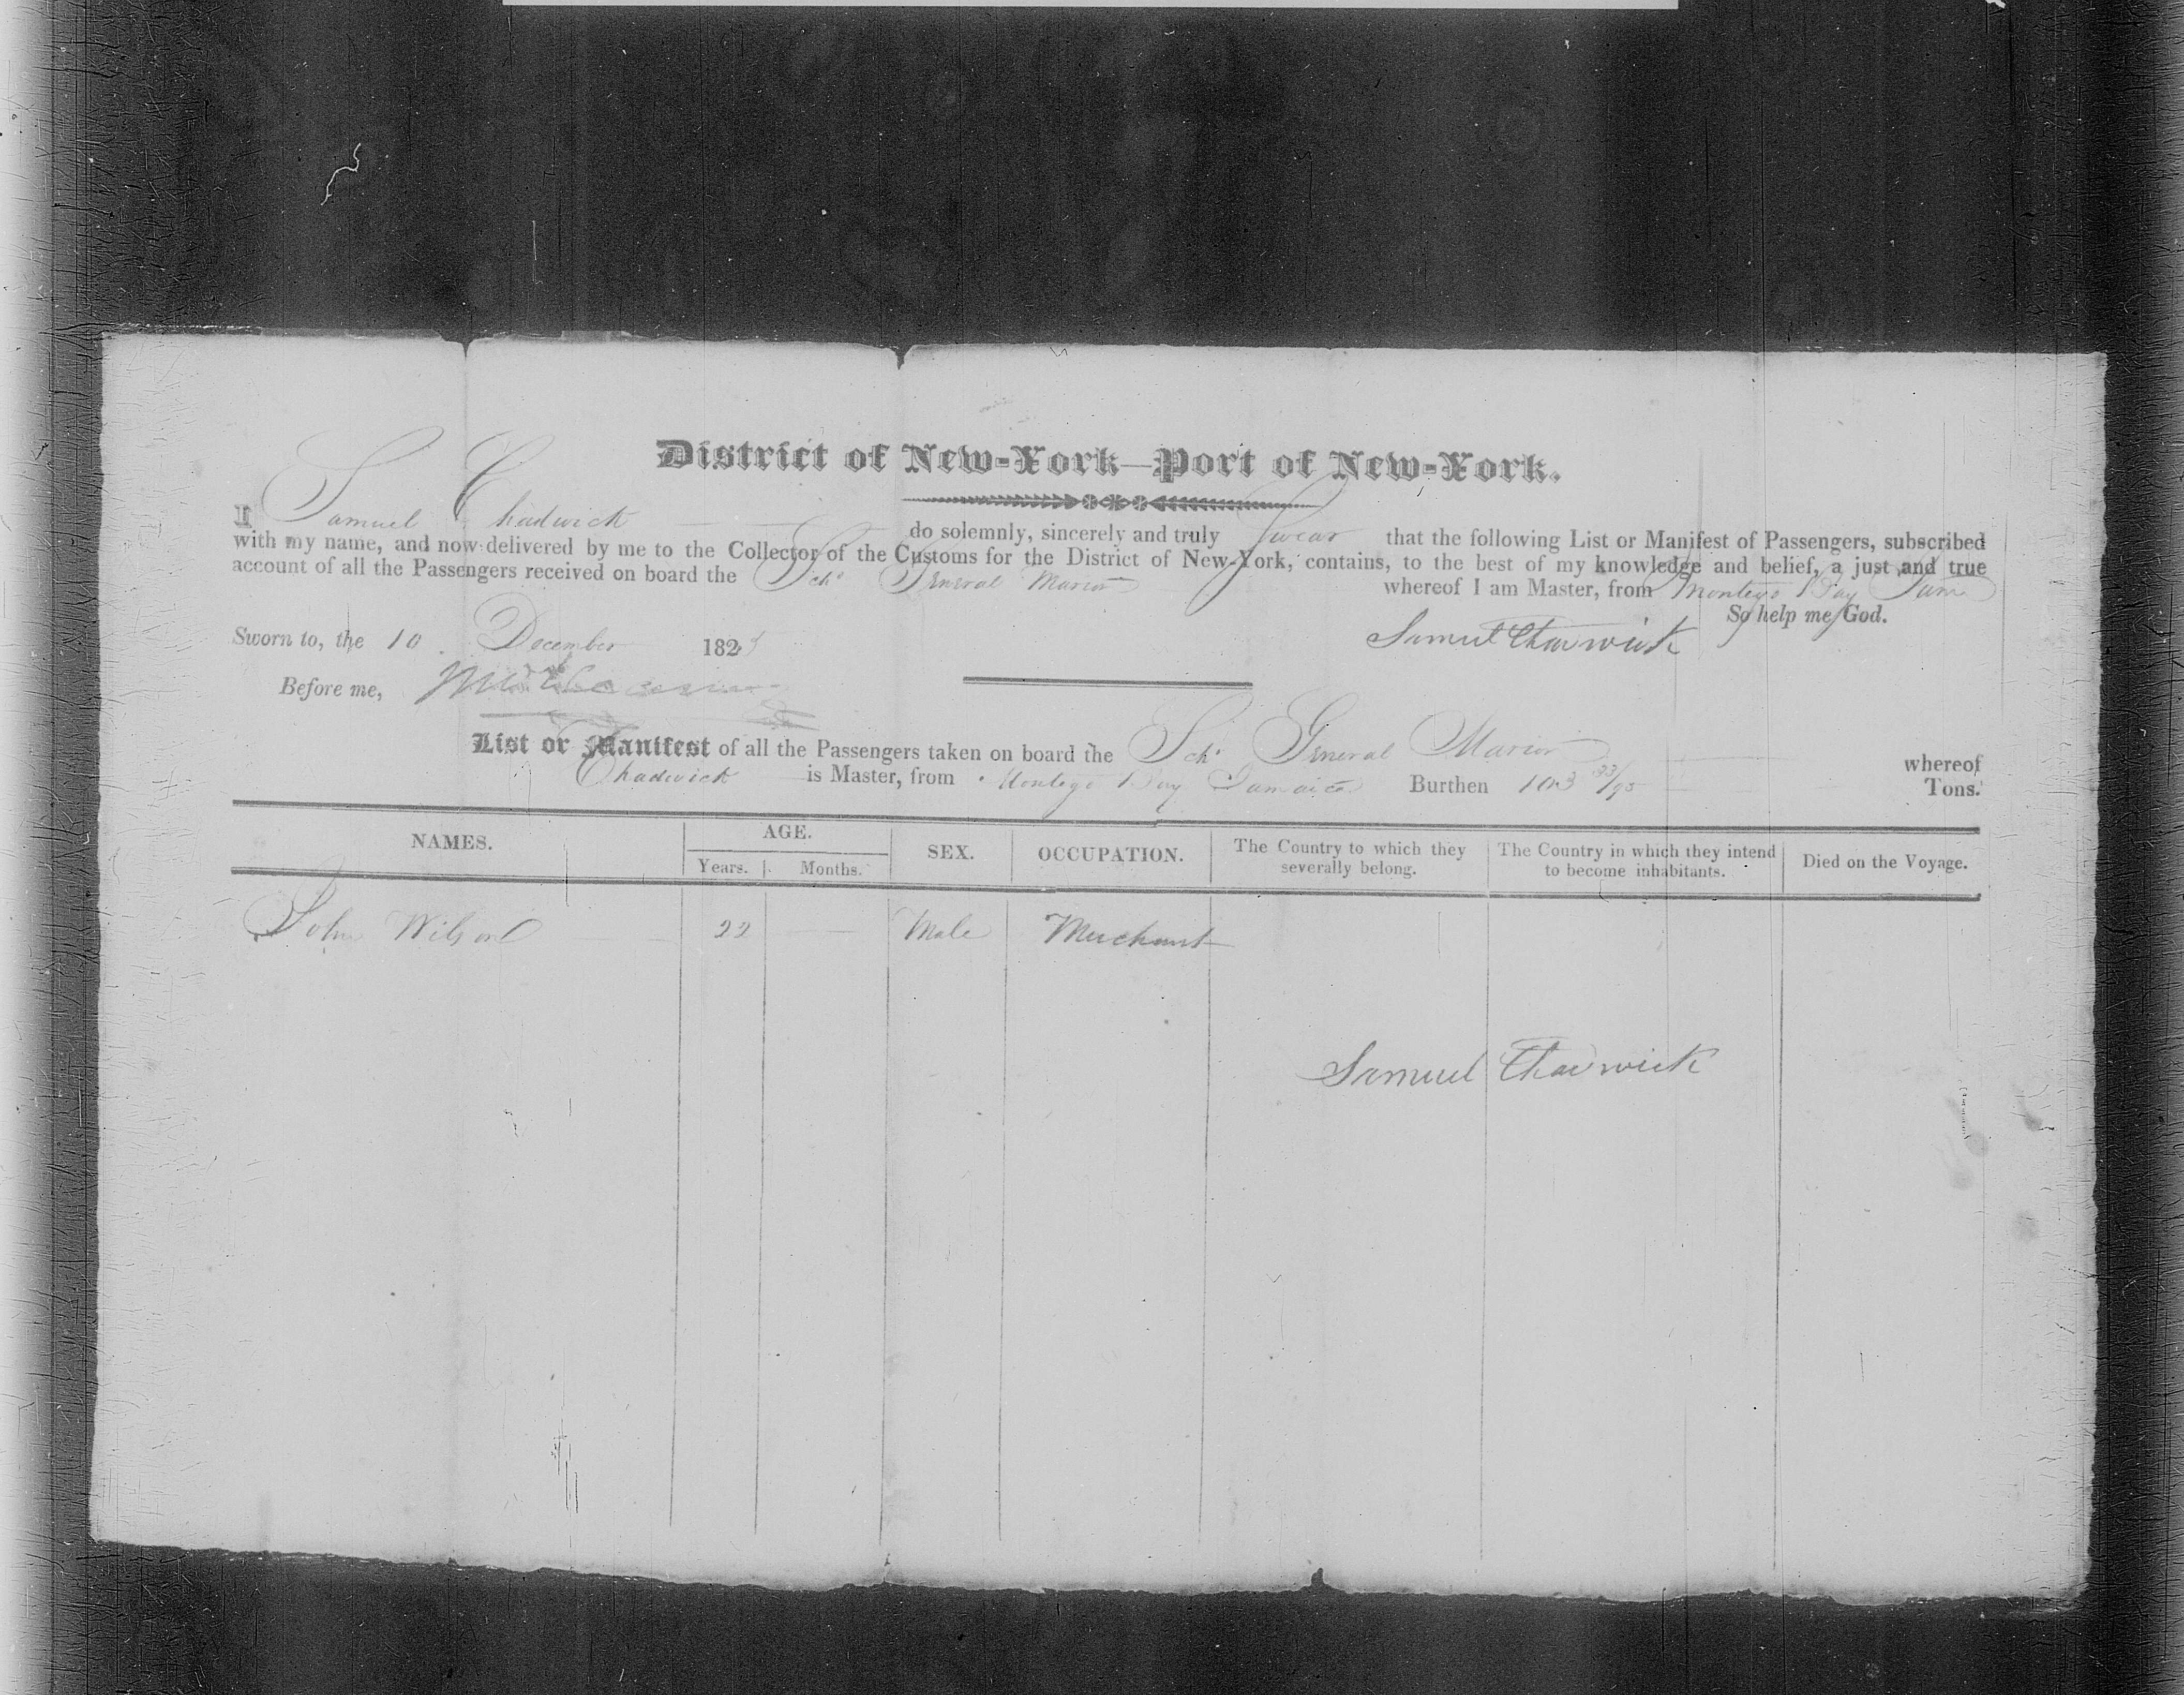 District of New-York—Port of New-York.
I Samuel Chadwick do solemnly, sincerely and truly Swear that the following List or Manifest of Passengers, subscribed
with my name, and now delivered by me to the Collector of the Customs for the District of New-York, contains, to the best of my knowledge and belief, a just and true
account of all the Passengers received on board the Schr General Marion whereof I am Master, from Montego Bay Jam
So help me God.
Sworn to, the 10 December 1823 Samuel Chadwick
Before me,
List or Manifest of all the Passengers taken on board the Schr General Marion whereof
Chadwick is Master, from Montego Bay Jamaica Burthen 103 33/95 Tons.
NAMES. AGE. SEX. OCCUPATION. The Country to which they severally belong. The Country in which they intend to become inhabitants. Died on the Voyage.
Years. Months.
John Wilson 22 — Male Merchant
Samuel Chadwick